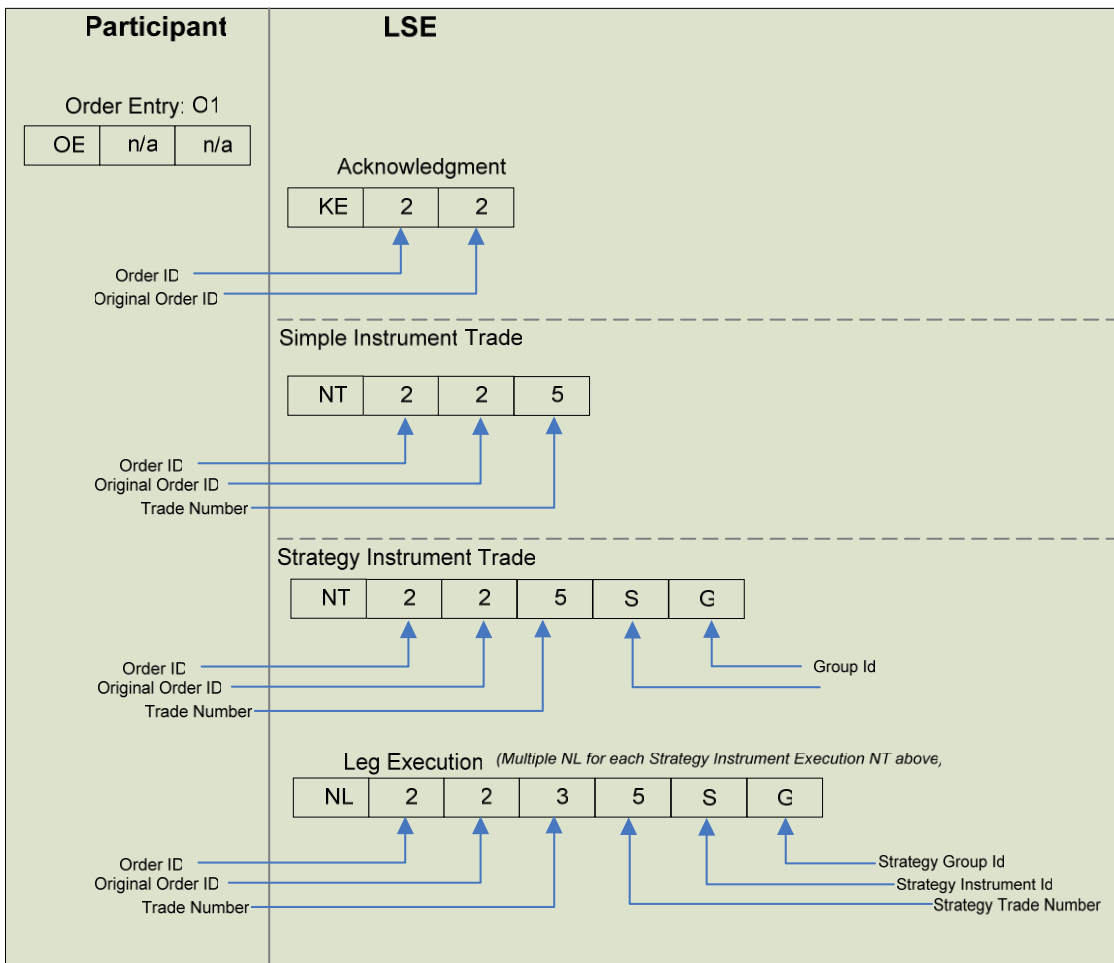 Participant LSE
Order Entry: O1
OE n/a n/a
Acknowledgment
KE 2 2
Order ID
Original Order ID
Simple Instrument Trade
NT 2 2 5
Order ID
Original Order ID
Trade Number
Strategy Instrument Trade
NT 2 2 5 S G
Order ID Group Id
Original Order ID
Trade Number
Leg Execution (Multiple NL for each Strategy Instrument Execution NT above)
NL 2 2 3 5 S G
Order ID Strategy Group Id
Original Order ID Strategy Instrument Id
Trade Number Strategy Trade Number